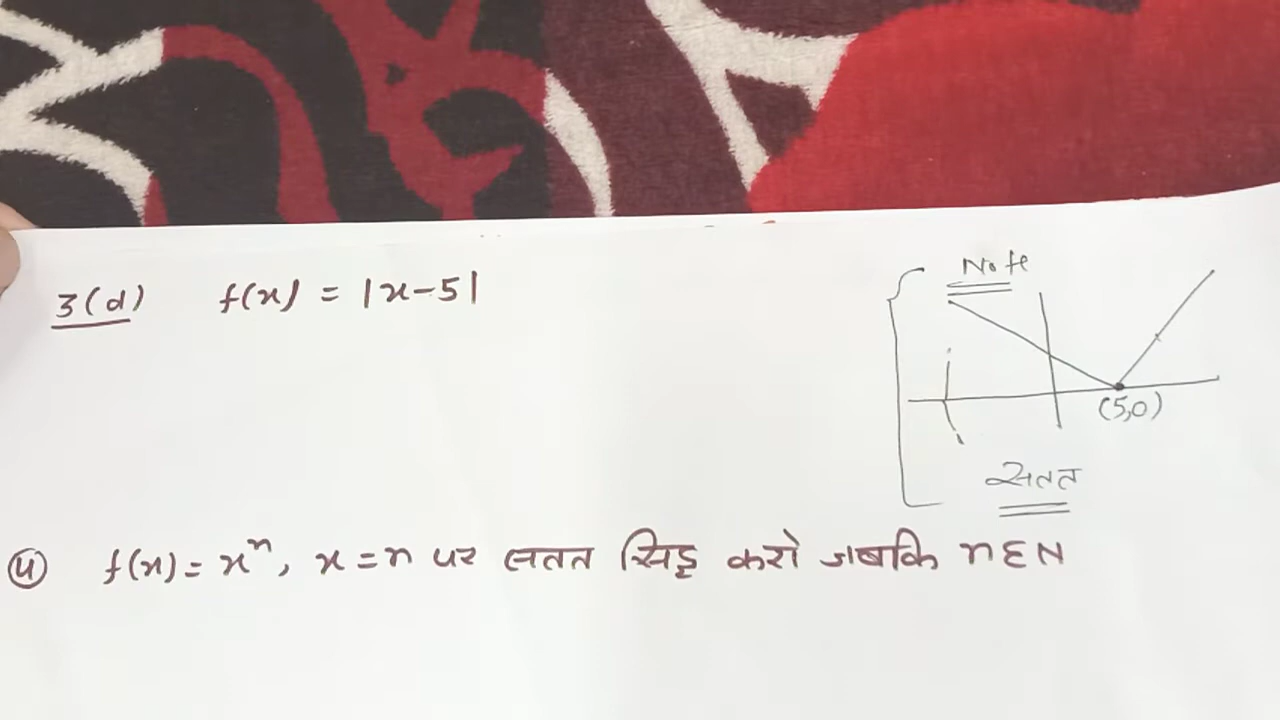 3(d) f(x) = |x-5|
Note
(5,0)
सतत
④ f(x) = xⁿ, x = n पर सतत सिद्ध करो जबकि n ∈ N